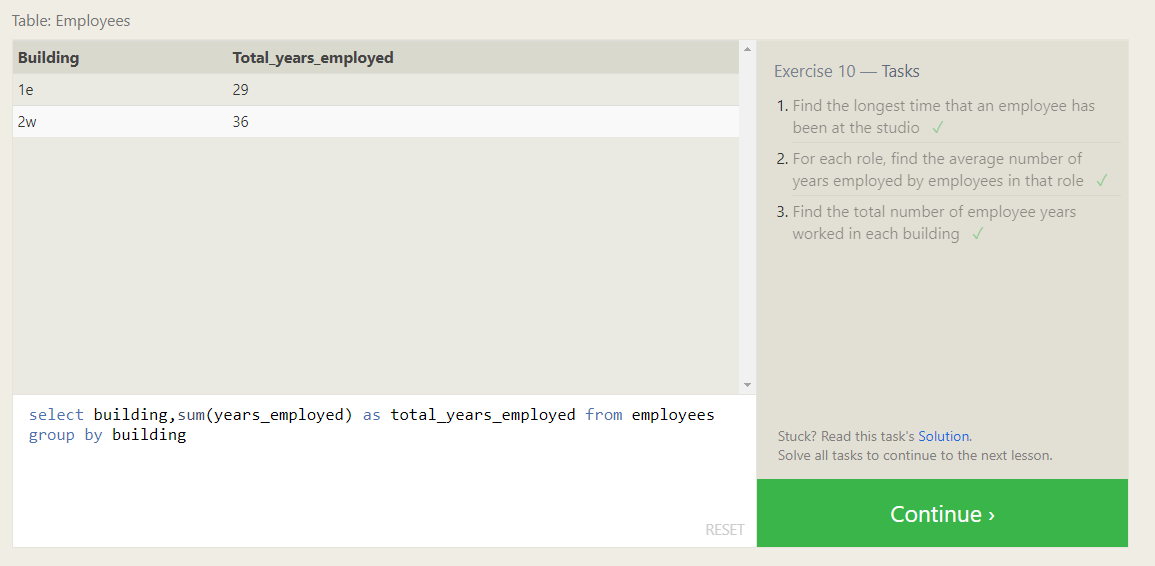 Table: Employees
Building Total_years_employed
1e 29
2w 36
select building,sum(years_employed) as total_years_employed from employees
group by building
RESET
Exercise 10 — Tasks
1. Find the longest time that an employee has
been at the studio ✓
2. For each role, find the average number of
years employed by employees in that role ✓
3. Find the total number of employee years
worked in each building ✓
Stuck? Read this task's Solution.
Solve all tasks to continue to the next lesson.
Continue ›